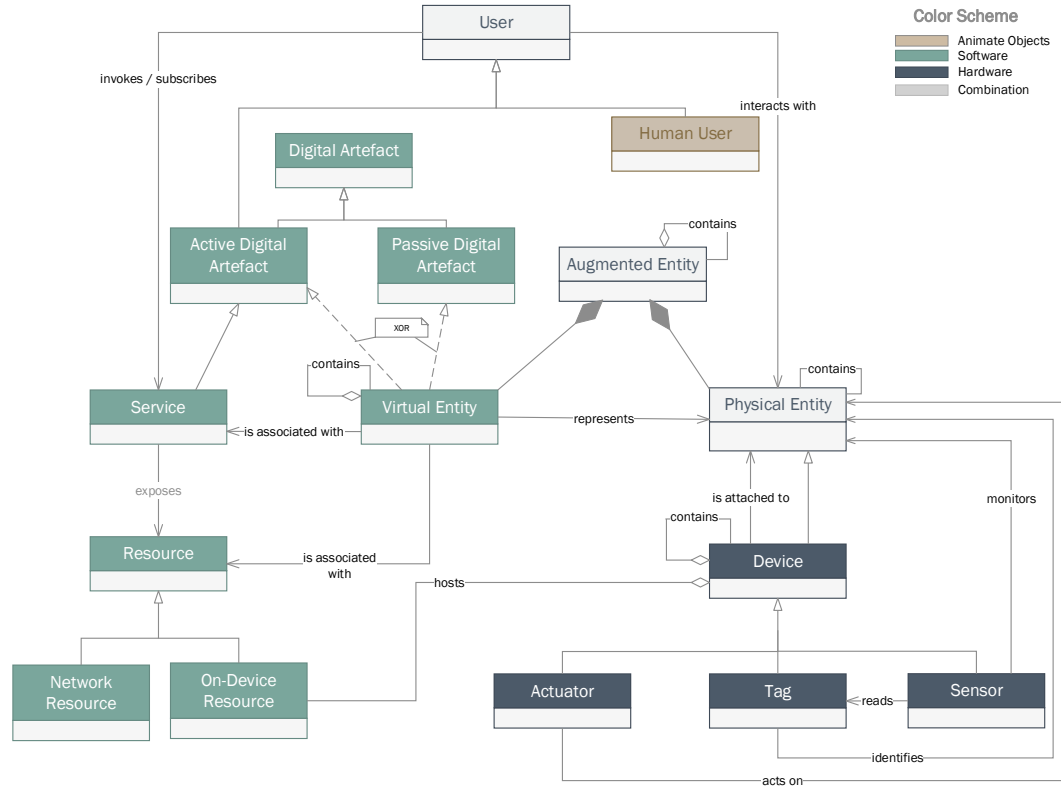 Color Scheme
Animate Objects
Software
Hardware
Combination
User
invokes / subscribes
interacts with
Human User
Digital Artefact
Active Digital
Artefact
Passive Digital
Artefact
contains
Augmented Entity
XOR
contains
contains
Service
Virtual Entity
Physical Entity
is associated with
represents
exposes
is attached to
monitors
contains
Resource
is associated
with
Device
hosts
Network
Resource
On-Device
Resource
Actuator
Tag
Sensor
reads
identifies
acts on